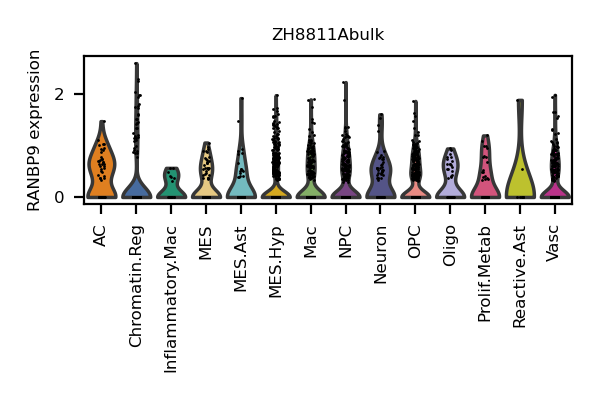 ZH8811Abulk
RANBP9 expression
2
0
AC
Chromatin.Reg
Inflammatory.Mac
MES
MES.Ast
MES.Hyp
Mac
NPC
Neuron
OPC
Oligo
Prolif.Metab
Reactive.Ast
Vasc